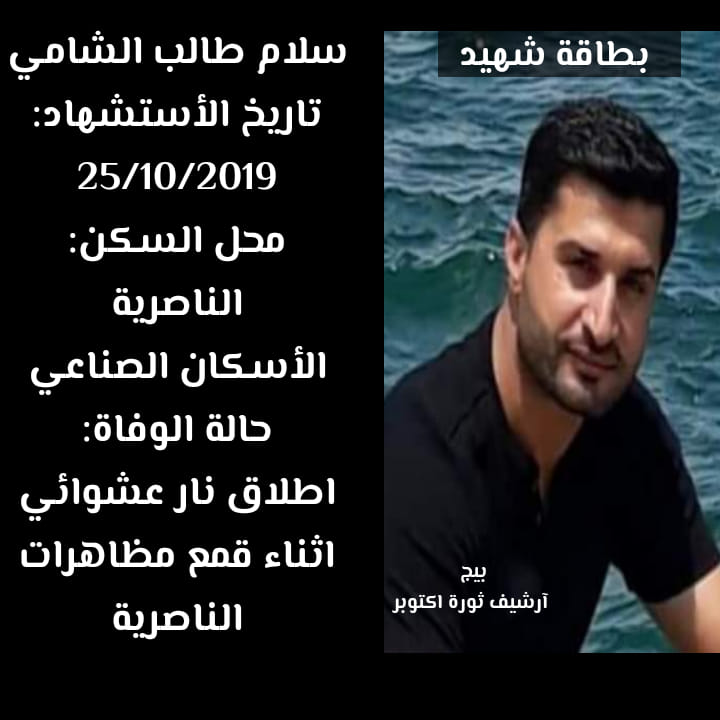 بطاقة شهيد
سلام طالب الشامي
تاريخ الأستشهاد:
25/10/2019
محل السكن:
الناصرية
الأسكان الصناعي
حالة الوفاة:
اطلاق نار عشوائي
اثناء قمع مظاهرات
الناصرية
بيج
آرشيف ثورة اكتوبر